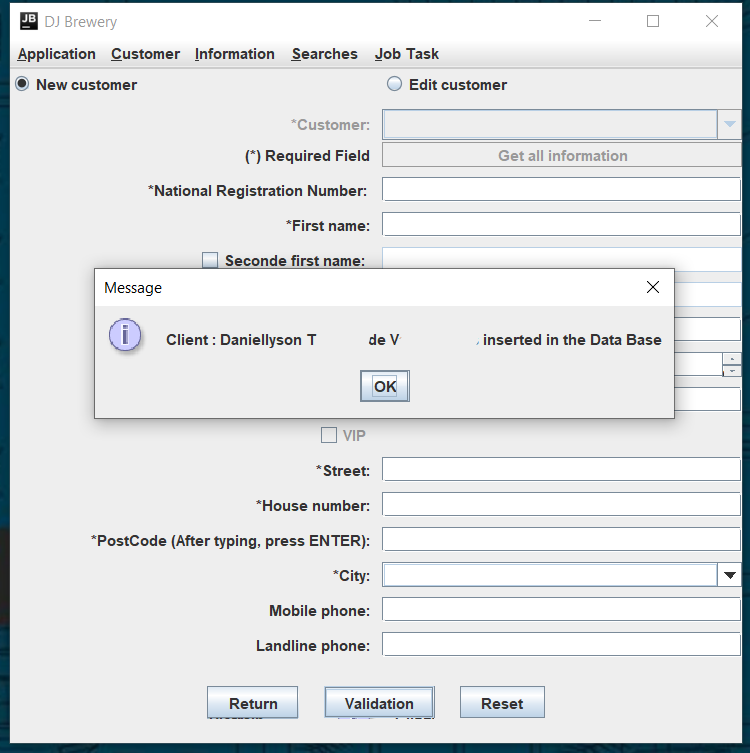 JB DJ Brewery
Application Customer Information Searches Job Task
New customer Edit customer
*Customer:
(*) Required Field Get all information
*National Registration Number:
*First name:
Seconde first name:
Message
i Client : Daniellyson T de V , inserted in the Data Base
OK
VIP
*Street:
*House number:
*PostCode (After typing, press ENTER):
*City:
Mobile phone:
Landline phone:
Return Validation Reset